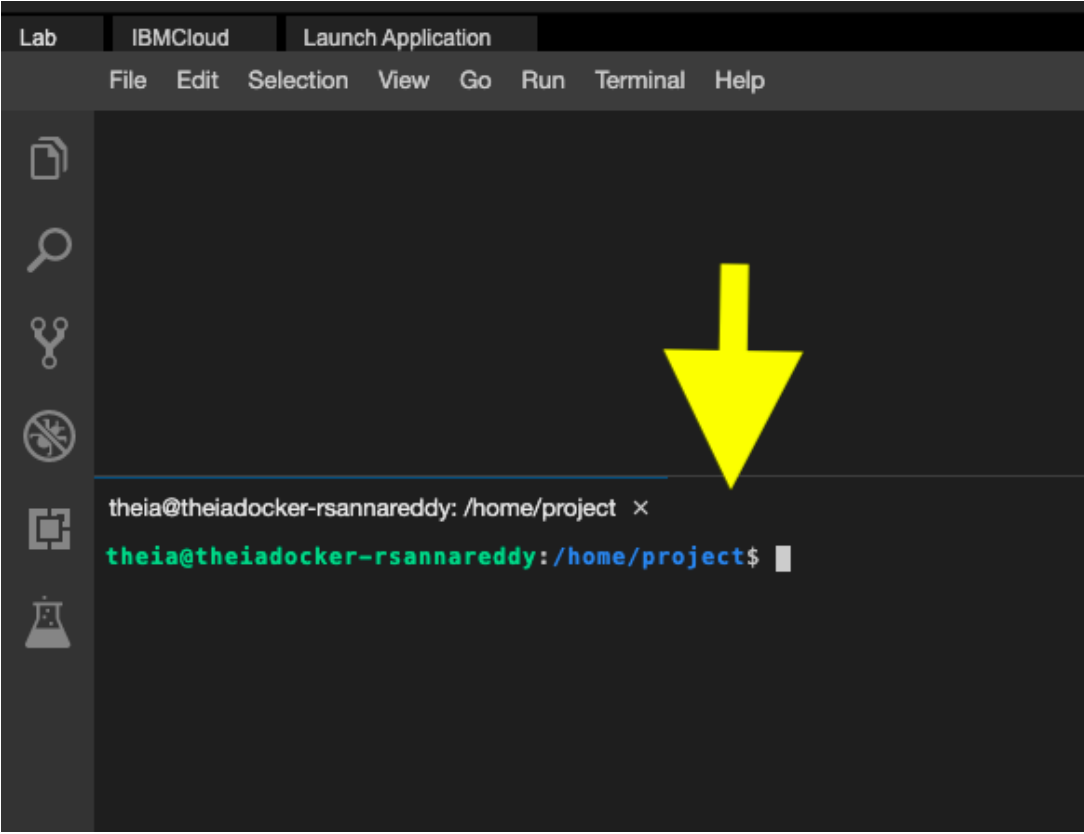 Lab IBMCloud Launch Application
File Edit Selection View Go Run Terminal Help
theia@theiadocker-rsannareddy: /home/project ×
theia@theiadocker-rsannareddy:/home/project$